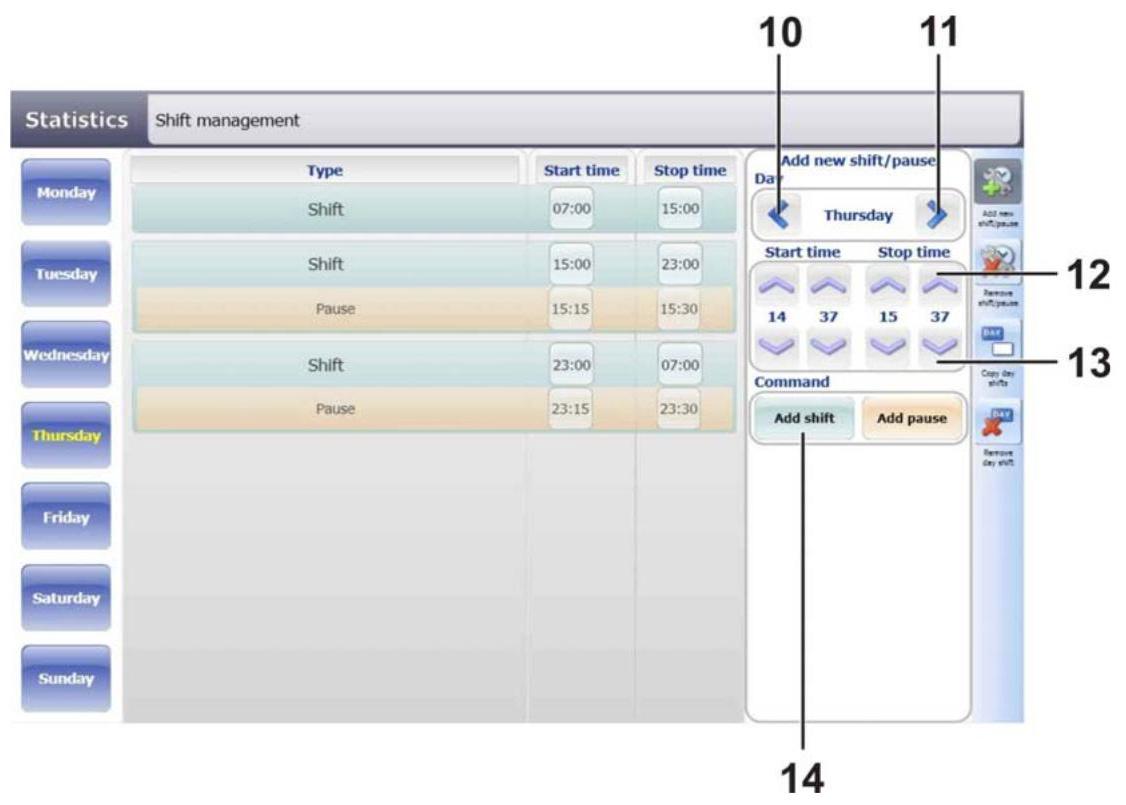 10 11
Statistics Shift management
Monday
Tuesday
Wednesday
Thursday
Friday
Saturday
Sunday
Type Start time Stop time
Shift 07:00 15:00
Shift 15:00 23:00
Pause 15:15 15:30
Shift 23:00 07:00
Pause 23:15 23:30
Add new shift/pause
Day
Thursday
Start time Stop time
14 37 15 37
Command
Add shift Add pause
Add new
shift/pause
Remove
shift/pause
DAY
Copy day
shifts
DAY
Remove
day shift
12
13
14